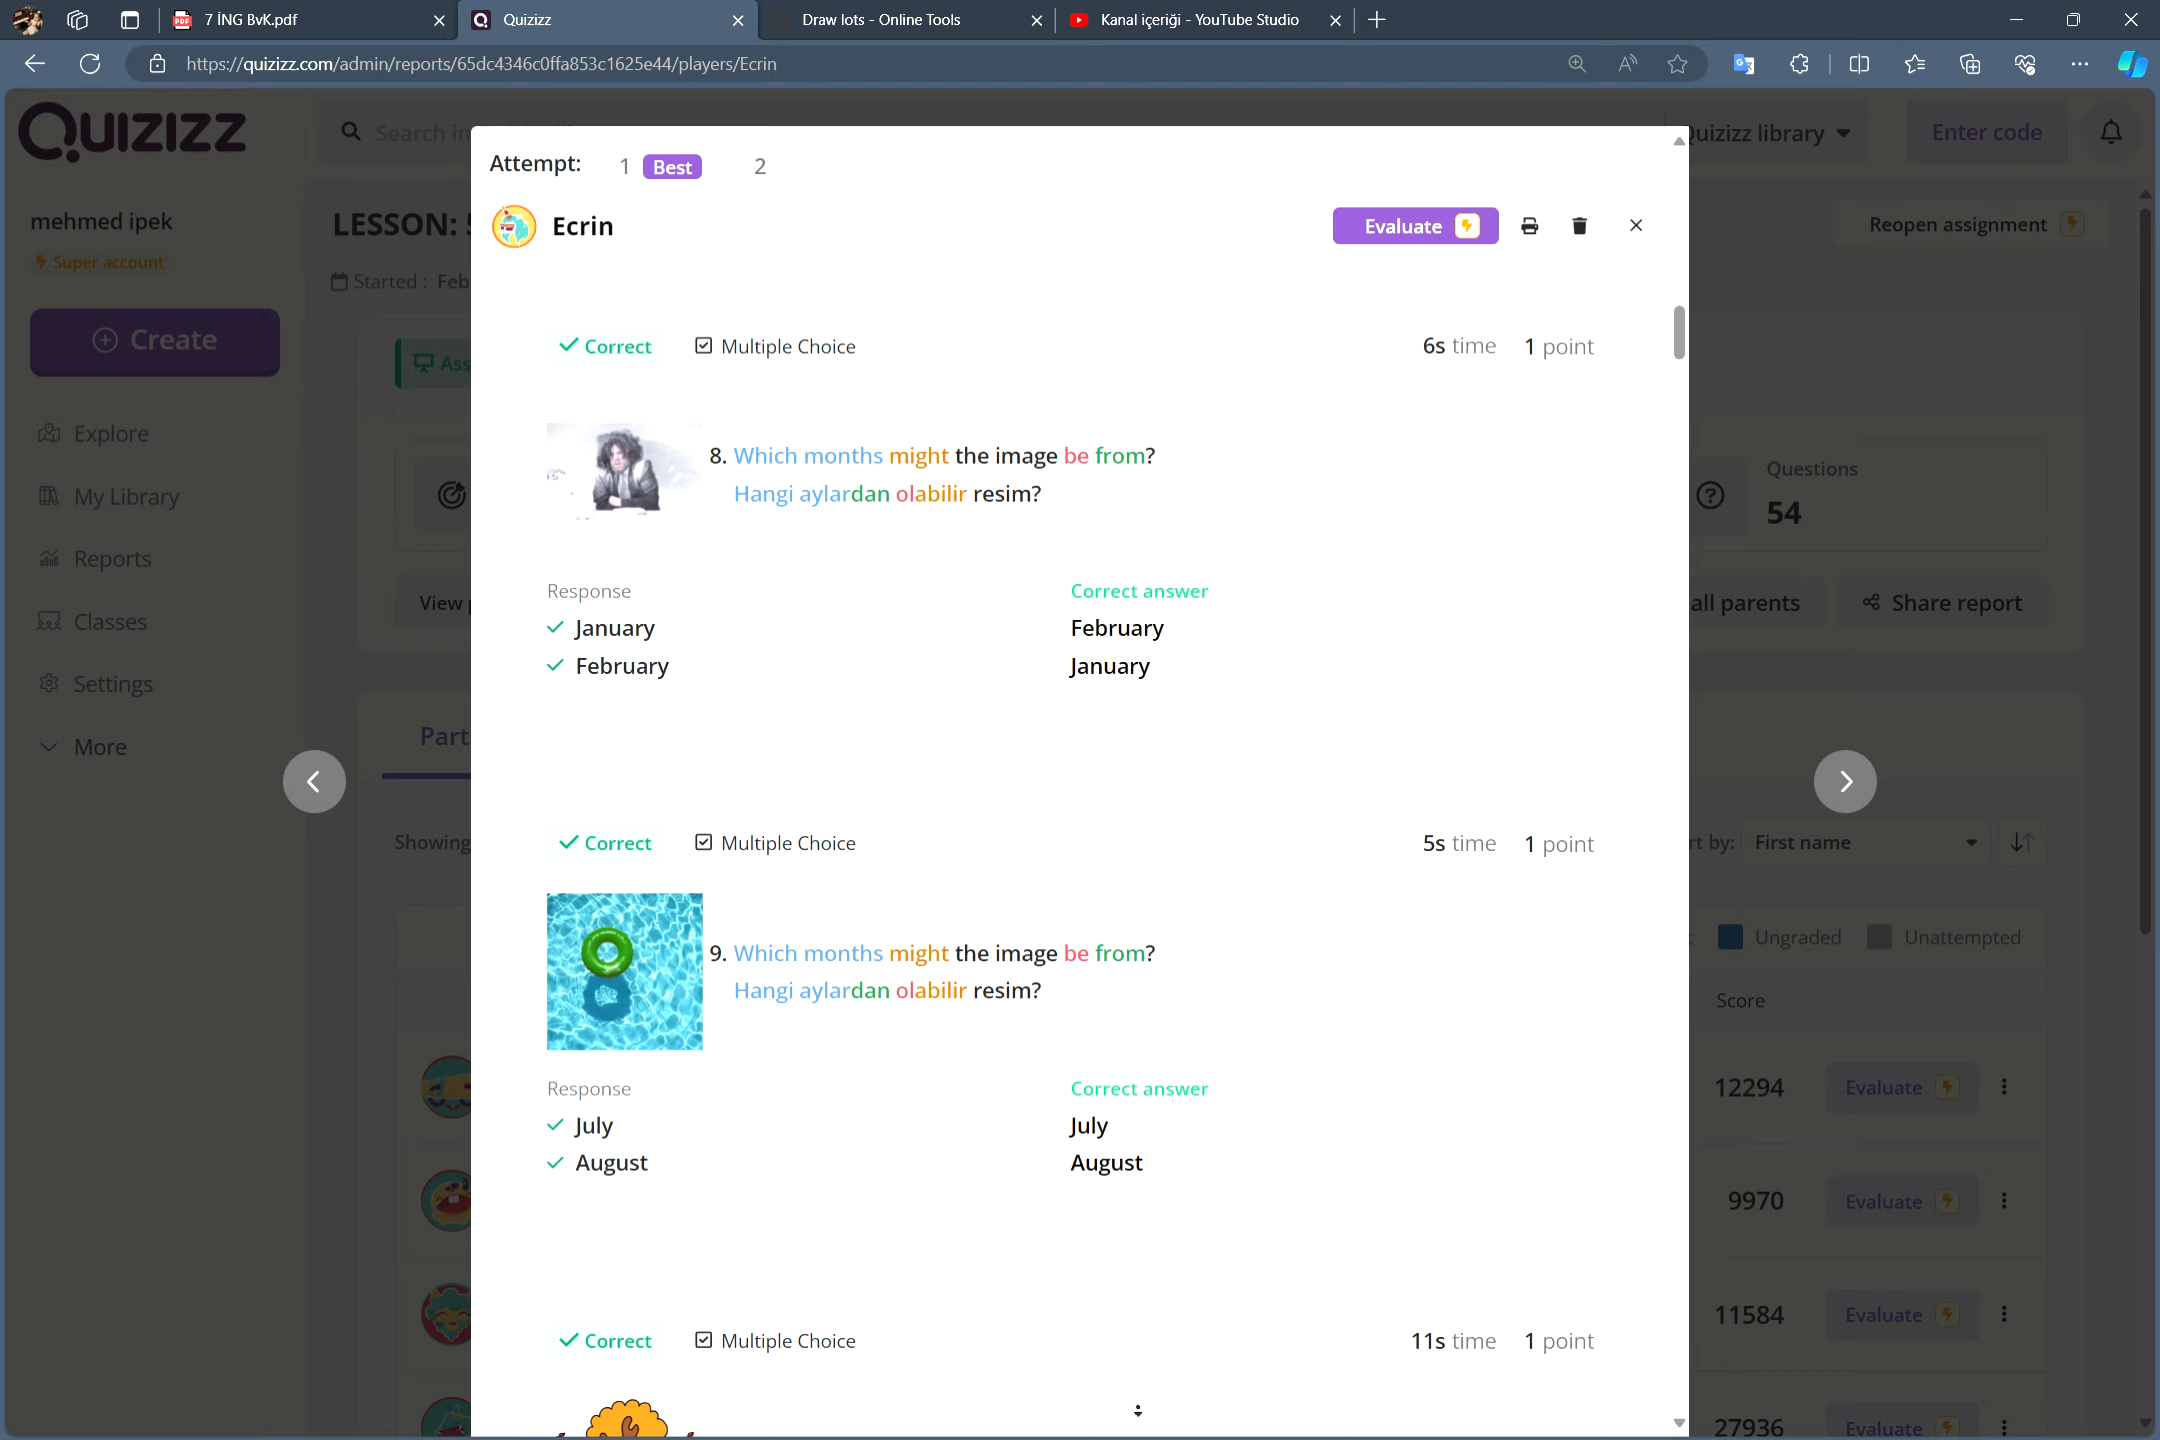 7 İNG BvK.pdf
Quizizz
Draw lots - Online Tools
Kanal içeriği - YouTube Studio
https://quizizz.com/admin/reports/65dc4346c0ffa853c1625e44/players/Ecrin
QUIZIZZ
Search in
Quizizz library
Enter code
Attempt: 1 Best 2
mehmed ipek
Super account
LESSON: 5
Ecrin
Evaluate
Reopen assignment
Started : Feb
Create
Ass
Correct
Multiple Choice
6s time 1 point
Explore
My Library
Reports
Classes
Settings
More
8. Which months might the image be from?
Hangi aylardan olabilir resim?
Questions
54
Response
Correct answer
January
February
February
January
View p
all parents
Share report
Part
Showing
Correct
Multiple Choice
5s time 1 point
rt by: First name
9. Which months might the image be from?
Hangi aylardan olabilir resim?
Ungraded
Unattempted
Score
Response
Correct answer
July
July
August
August
12294
Evaluate
9970
Evaluate
11584
Evaluate
Correct
Multiple Choice
11s time 1 point
27936
Evaluate